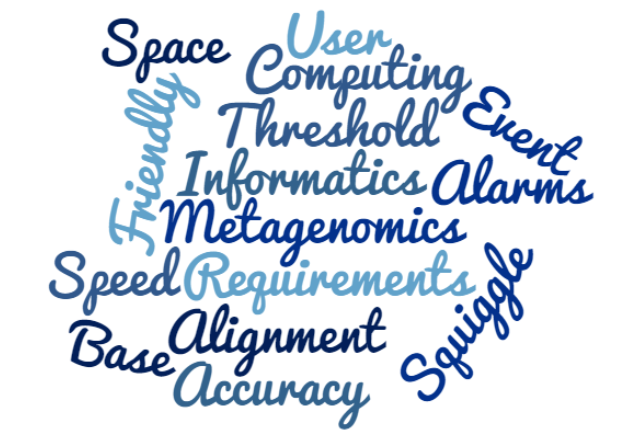 Space
User
Computing
Friendly
Threshold
Event
Informatics
Alarms
Metagenomics
Speed
Requirements
Squiggle
Base
Alignment
Accuracy